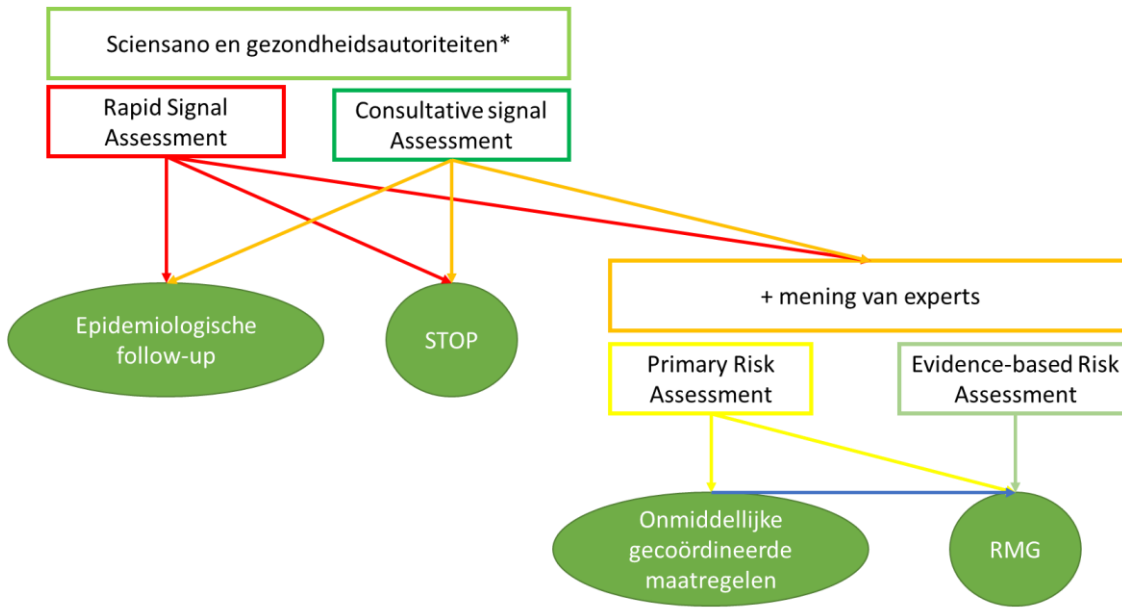 Sciensano en gezondheidsautoriteiten*
Rapid Signal
Assessment
Consultative signal
Assessment
+ mening van experts
Epidemiologische
follow-up
STOP
Primary Risk
Assessment
Evidence-based Risk
Assessment
Onmiddellijke
gecoördineerde
maatregelen
RMG